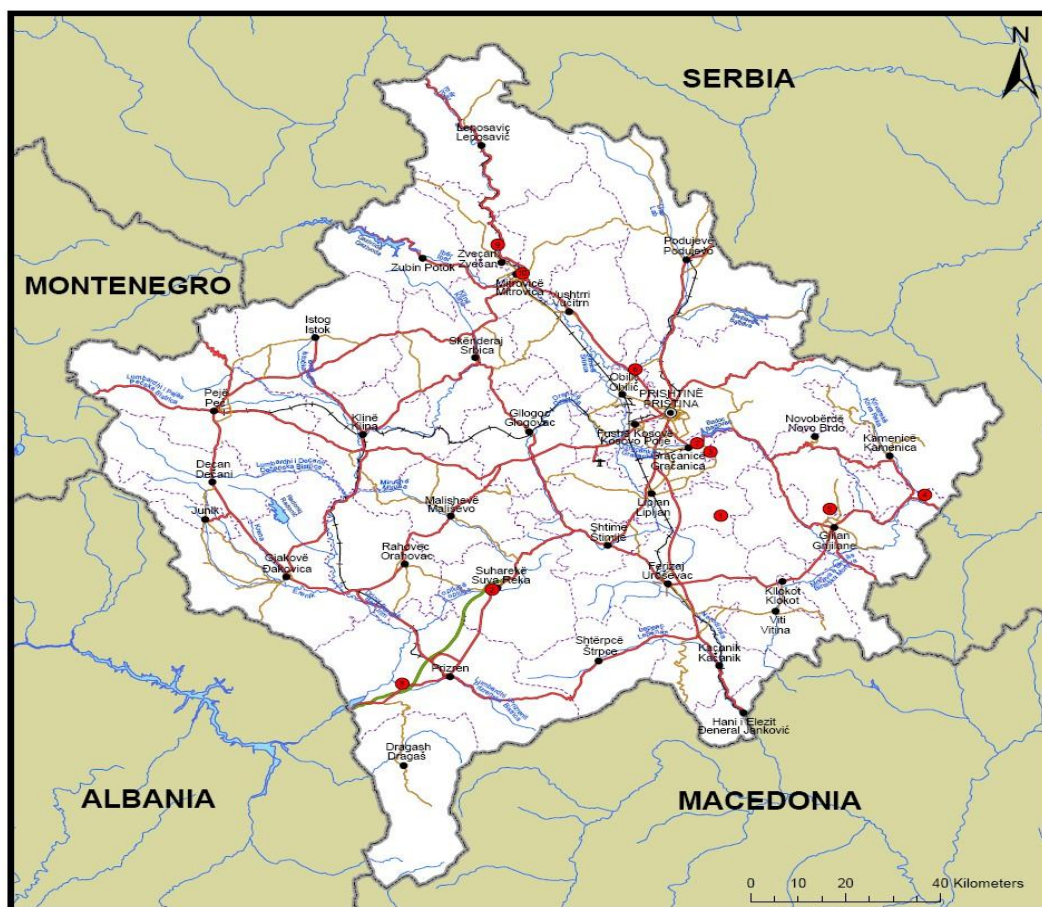 N
SERBIA
Leposaviç
Leposavić
Podujevë
Podujevo
Zveçan
Zvečan
Zubin Potok
Mitrovicë
Mitrovica
MONTENEGRO
Vushtrri
Vučitrn
Istog
Istok
Skënderaj
Srbica
Obiliq
Obilić
PRISHTINË
PRISTINA
Pejë
Peć
Klinë
Klina
Gllogoc
Glogovac
Fushë Kosovë
Kosovo Polje
Novobërdë
Novo Brdo
Kamenicë
Kamenica
Graçanicë
Gračanica
Deçan
Dečani
Malishevë
Mališevo
Lipjan
Lipljan
Junik
Shtime
Štimlje
Gjilan
Gnjilane
Rahovec
Orahovac
Gjakovë
Đakovica
Suharekë
Suva Reka
Ferizaj
Uroševac
Kllokot
Klokot
Viti
Vitina
Shtërpcë
Štrpce
Kaçanik
Kačanik
Prizren
Hani i Elezit
Đeneral Janković
Dragash
Dragaš
ALBANIA
MACEDONIA
0 10 20 40 Kilometers